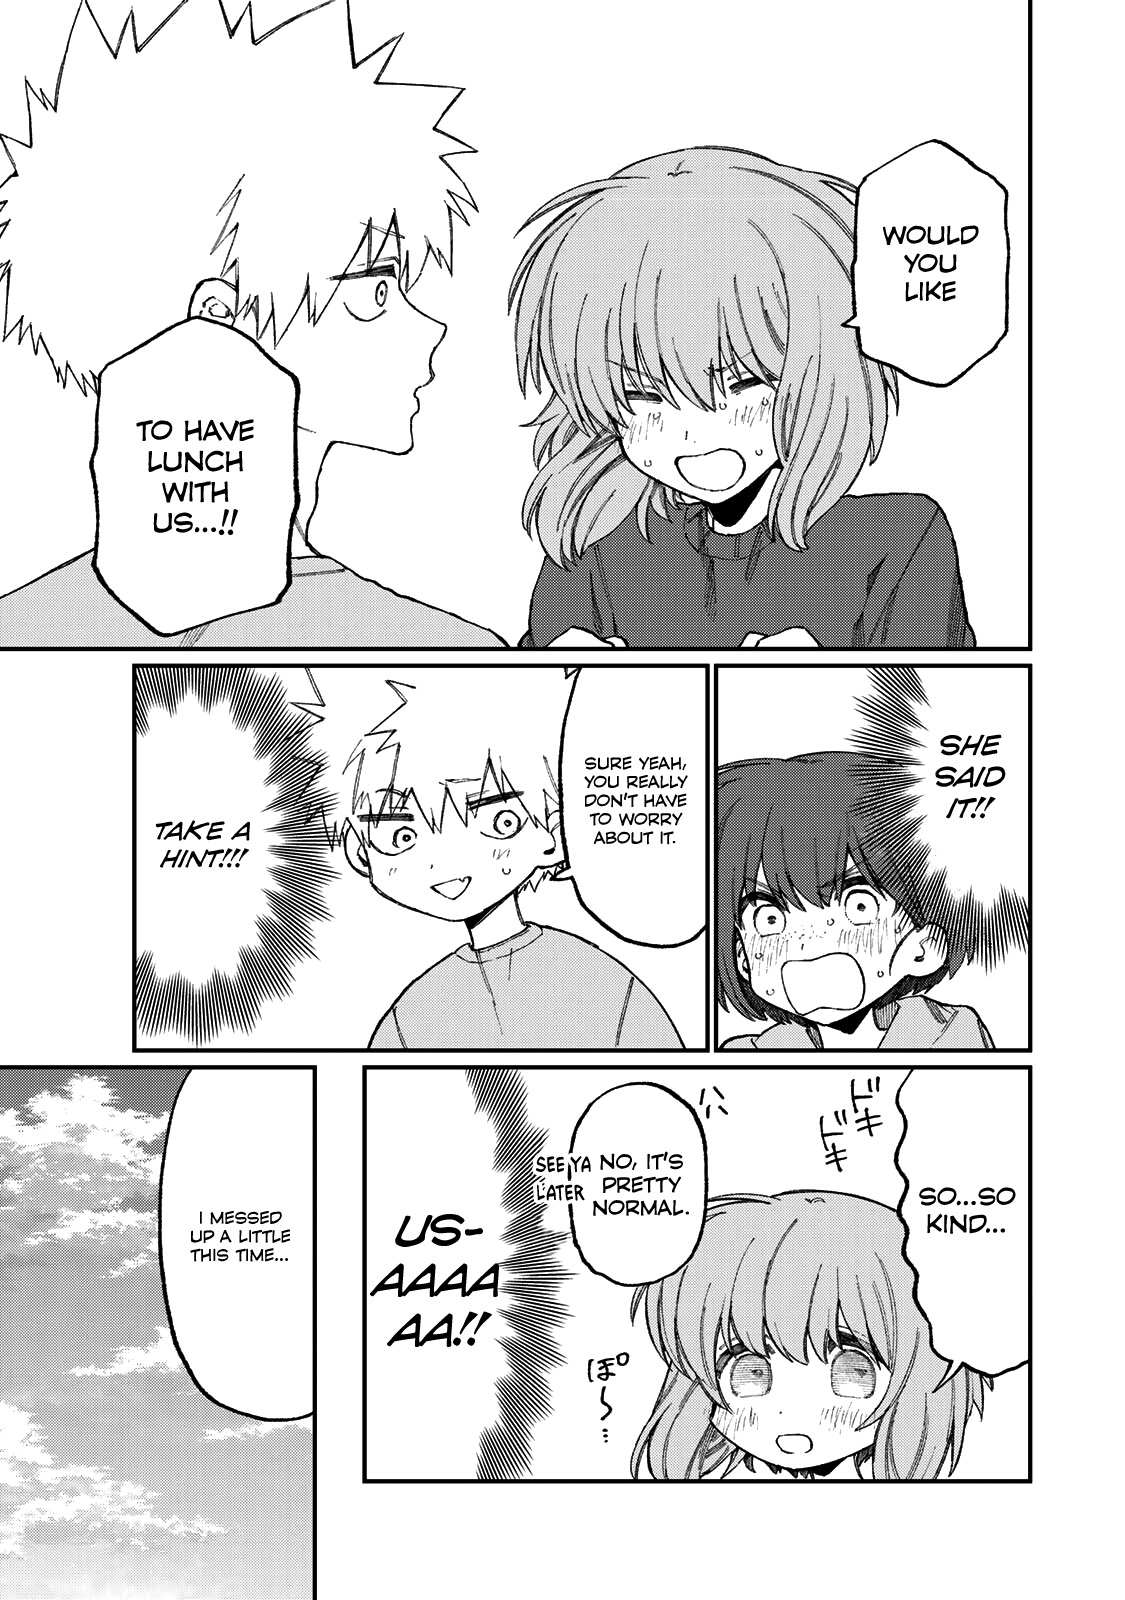 WOULD
YOU
LIKE
TO HAVE
LUNCH
WITH
US...!!
SHE
SAID
IT!!
SURE YEAH,
YOU REALLY
DON'T HAVE
TO WORRY
ABOUT IT.
TAKE A
HINT!!!
ドキ
ドキ
SO...SO
KIND...
NO, IT'S
PRETTY
NORMAL.
SEE YA
LATER
ぽ〜…
US-
AAAA
AA!!
I MESSED
UP A LITTLE
THIS TIME...